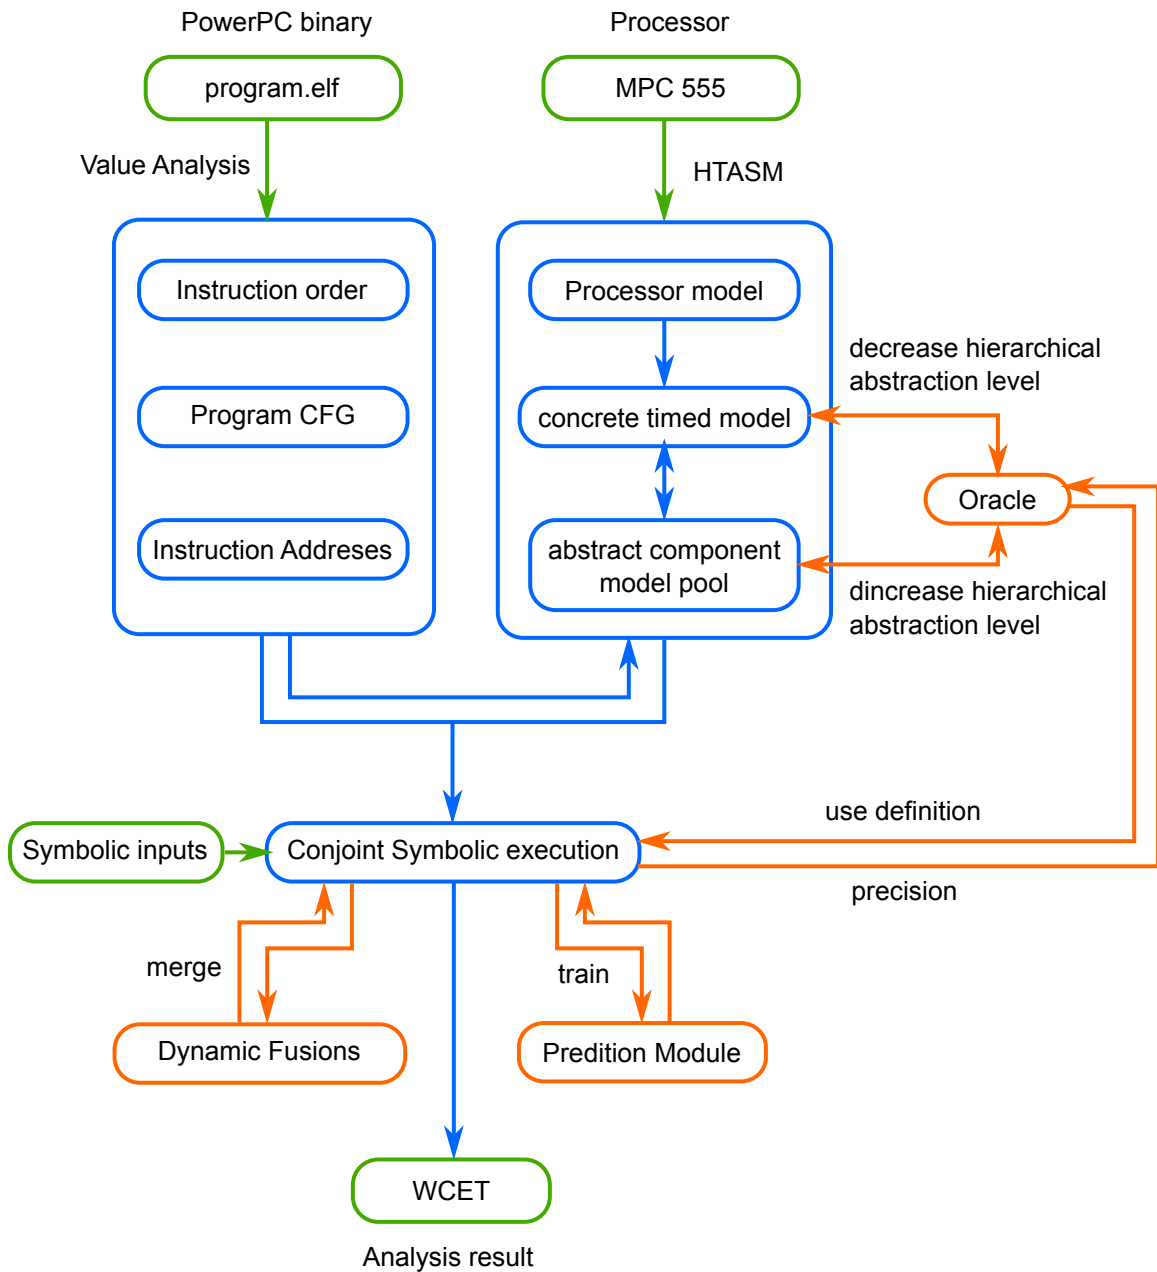 PowerPC binary
Processor
program.elf
MPC 555
Value Analysis
HTASM
Instruction order
Processor model
decrease hierarchical
abstraction level
Program CFG
concrete timed model
Oracle
Instruction Addreses
abstract component
model pool
dincrease hierarchical
abstraction level
use definition
Symbolic inputs
Conjoint Symbolic execution
precision
merge
train
Dynamic Fusions
Predition Module
WCET
Analysis result